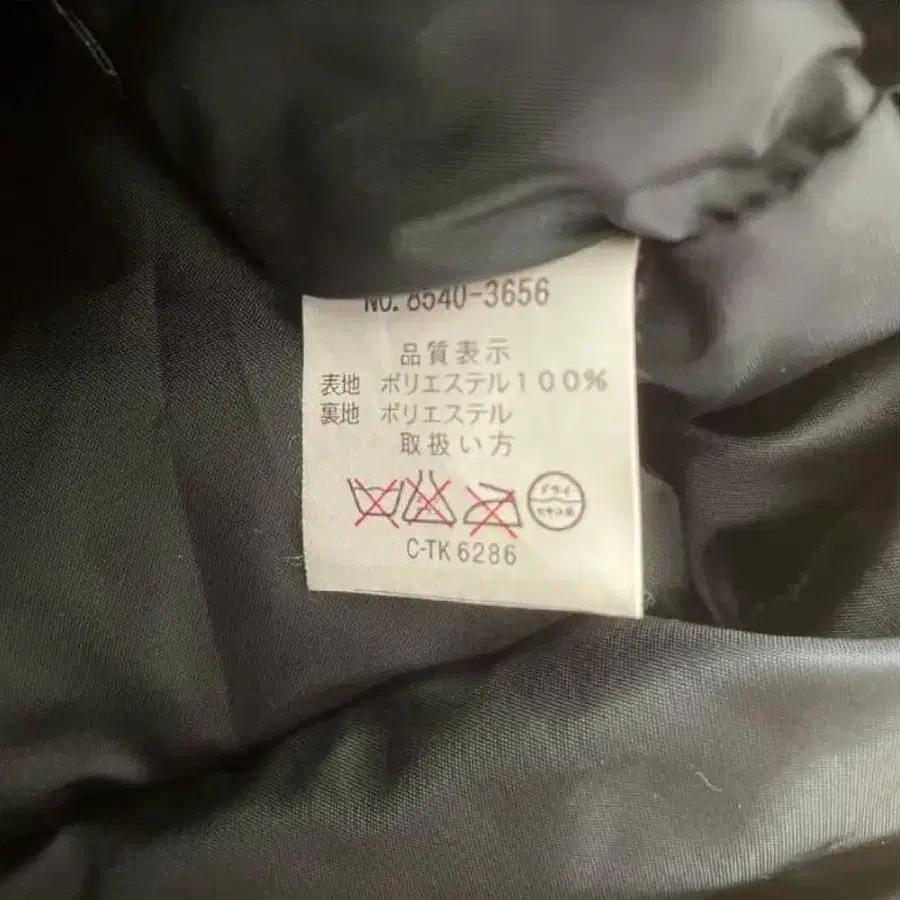 NO. 8540-3656
品質表示
表地 ポリエステル100%
裏地 ポリエステル
取扱い方
ドライ
セキユ系
C-TK 6286